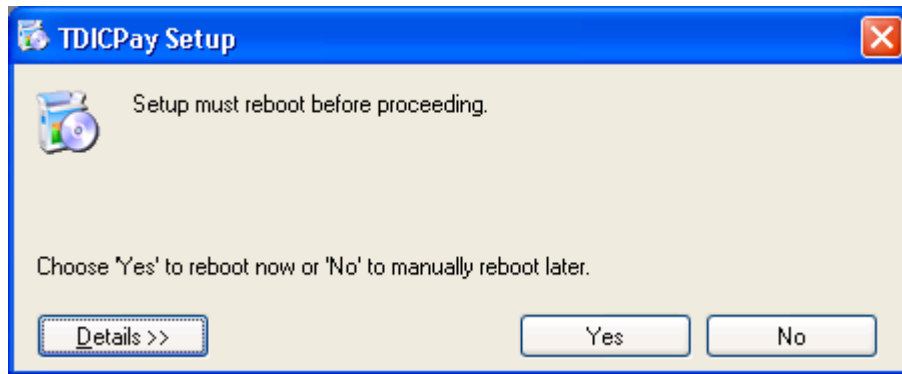 TDICPay Setup
Setup must reboot before proceeding.
Choose 'Yes' to reboot now or 'No' to manually reboot later.
Details >>
Yes
No